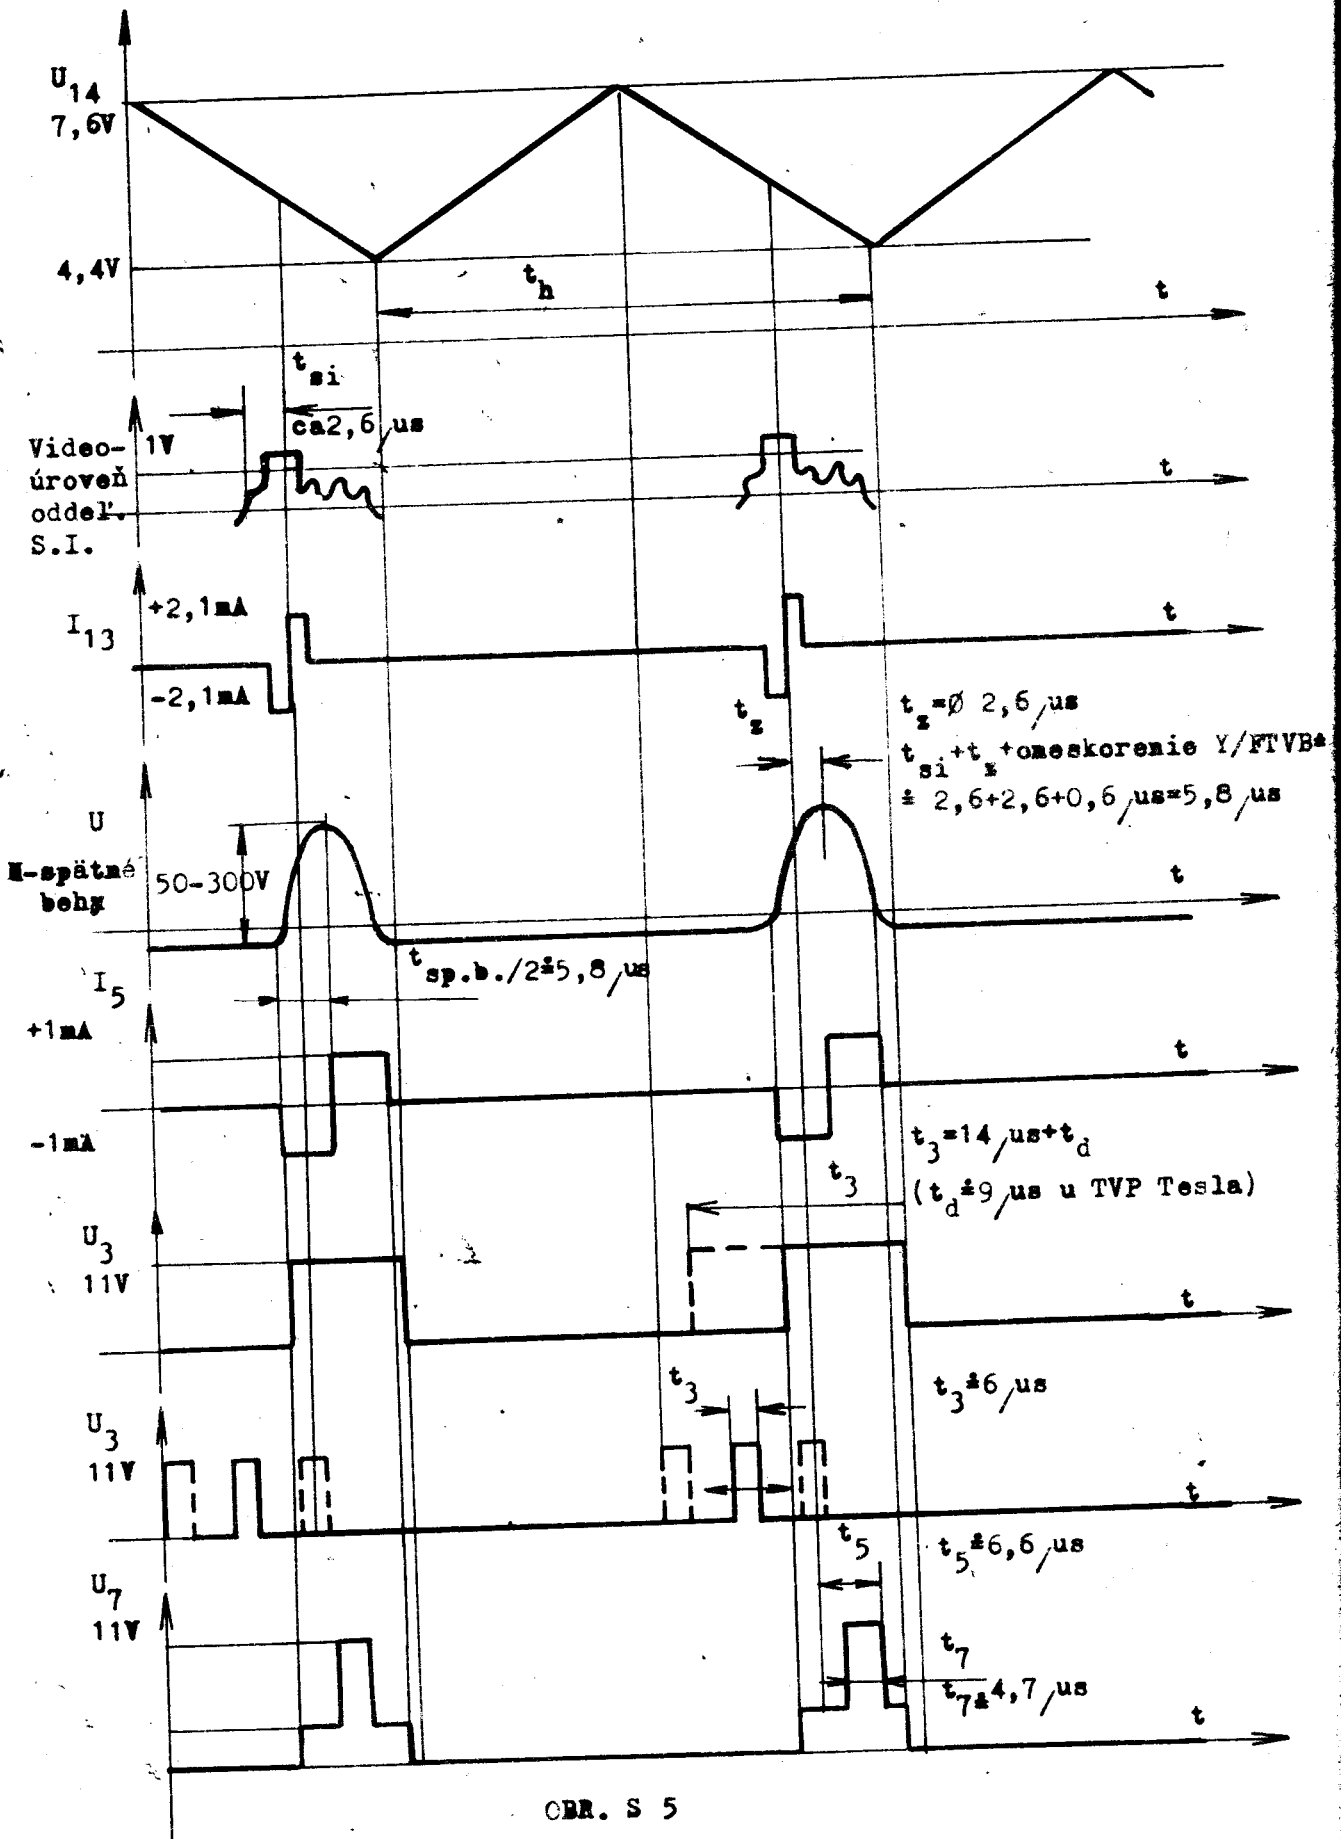 U14
7,6V
4,4V
th
t
tsi
ca2,6/us
1V
Video-
úroveň
oddeľ.
S.I.
t
+2,1mA
I13
-2,1mA
t
tz
tz=Ø 2,6/us
tsi+tz+omeskorenie Y/FTVB≐
≐ 2,6+2,6+0,6/us=5,8/us
U
H-spätné
behy
50-300V
t
tsp.b./2≐5,8/us
I5
+1mA
-1mA
t
t3=14/us+td
(td≐9/us u TVP Tesla)
t3
U3
11V
t
t3
t3≐6/us
U3
11V
t
t5
t5≐6,6/us
U7
11V
t7
t7≐4,7/us
t
OBR. S 5